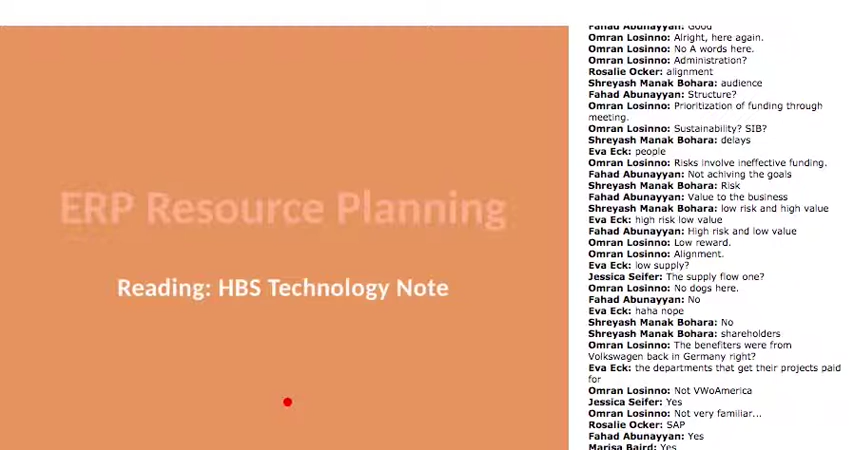 ERP Resource Planning
Reading: HBS Technology Note
Fahad Abunayyan: Good
Omran Losinno: Alright, here again.
Omran Losinno: No A words here.
Omran Losinno: Administration?
Rosalie Ocker: alignment
Shreyash Manak Bohara: audience
Fahad Abunayyan: Structure?
Omran Losinno: Prioritization of funding through
meeting.
Omran Losinno: Sustainability? SIB?
Shreyash Manak Bohara: delays
Eva Eck: people
Omran Losinno: Risks involve ineffective funding.
Fahad Abunayyan: Not achiving the goals
Shreyash Manak Bohara: Risk
Fahad Abunayyan: Value to the business
Shreyash Manak Bohara: low risk and high value
Eva Eck: high risk low value
Fahad Abunayyan: High risk and low value
Omran Losinno: Low reward.
Omran Losinno: Alignment.
Eva Eck: low supply?
Jessica Seifer: The supply flow one?
Omran Losinno: No dogs here.
Fahad Abunayyan: No
Eva Eck: haha nope
Shreyash Manak Bohara: No
Shreyash Manak Bohara: shareholders
Omran Losinno: The benefiters were from
Volkswagen back in Germany right?
Eva Eck: the departments that get their projects paid
for
Omran Losinno: Not VWoAmerica
Jessica Seifer: Yes
Omran Losinno: Not very familiar...
Rosalie Ocker: SAP
Fahad Abunayyan: Yes
Marisa Baird: Yes